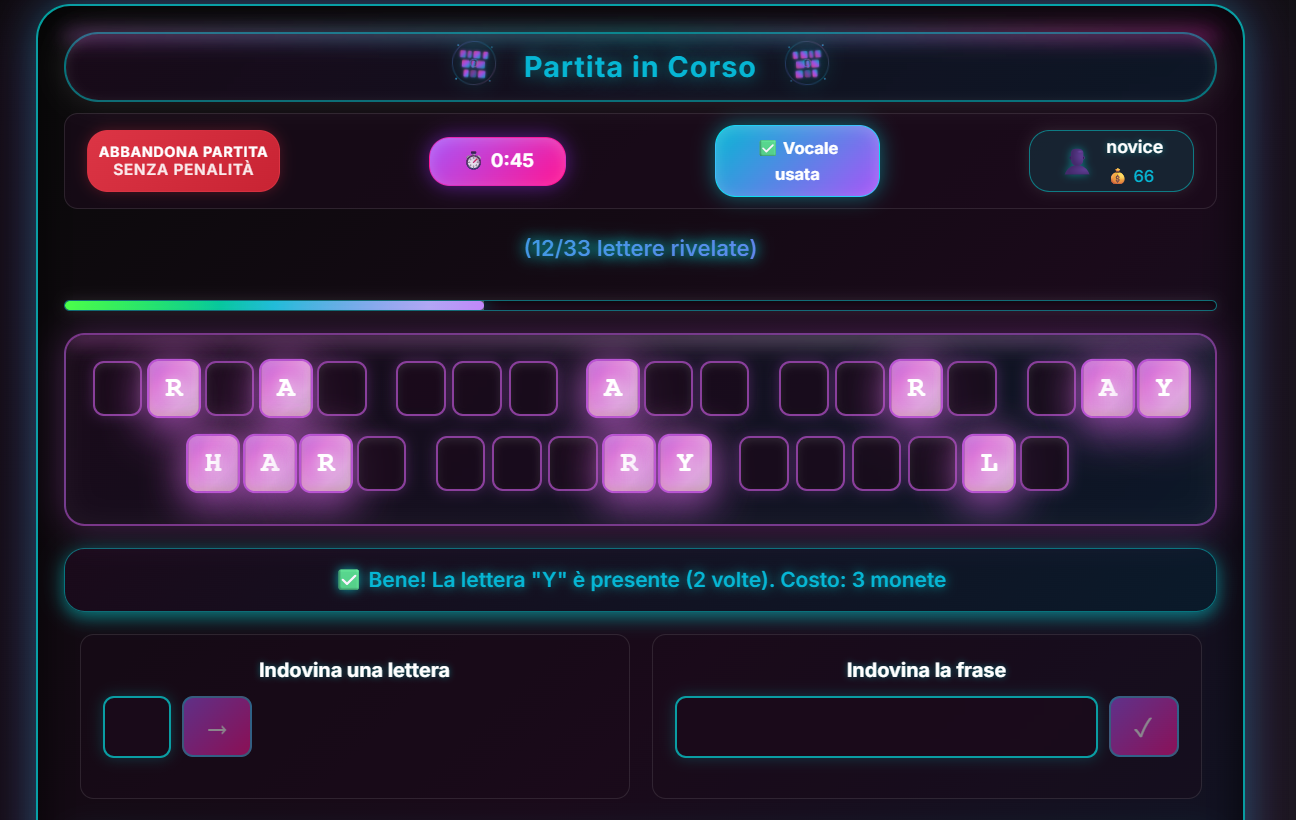 Partita in Corso
ABBANDONA PARTITA
SENZA PENALITÀ
⏱ 0:45
✅ Vocale
usata
novice
💰 66
(12/33 lettere rivelate)
R A A R A Y
H A R R Y L
✅ Bene! La lettera "Y" è presente (2 volte). Costo: 3 monete
Indovina una lettera
Indovina la frase
→
✓